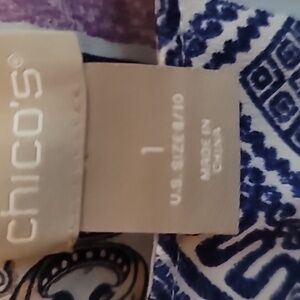 chico's®
1
U.S. SIZE 8/10
MADE IN
CHINA